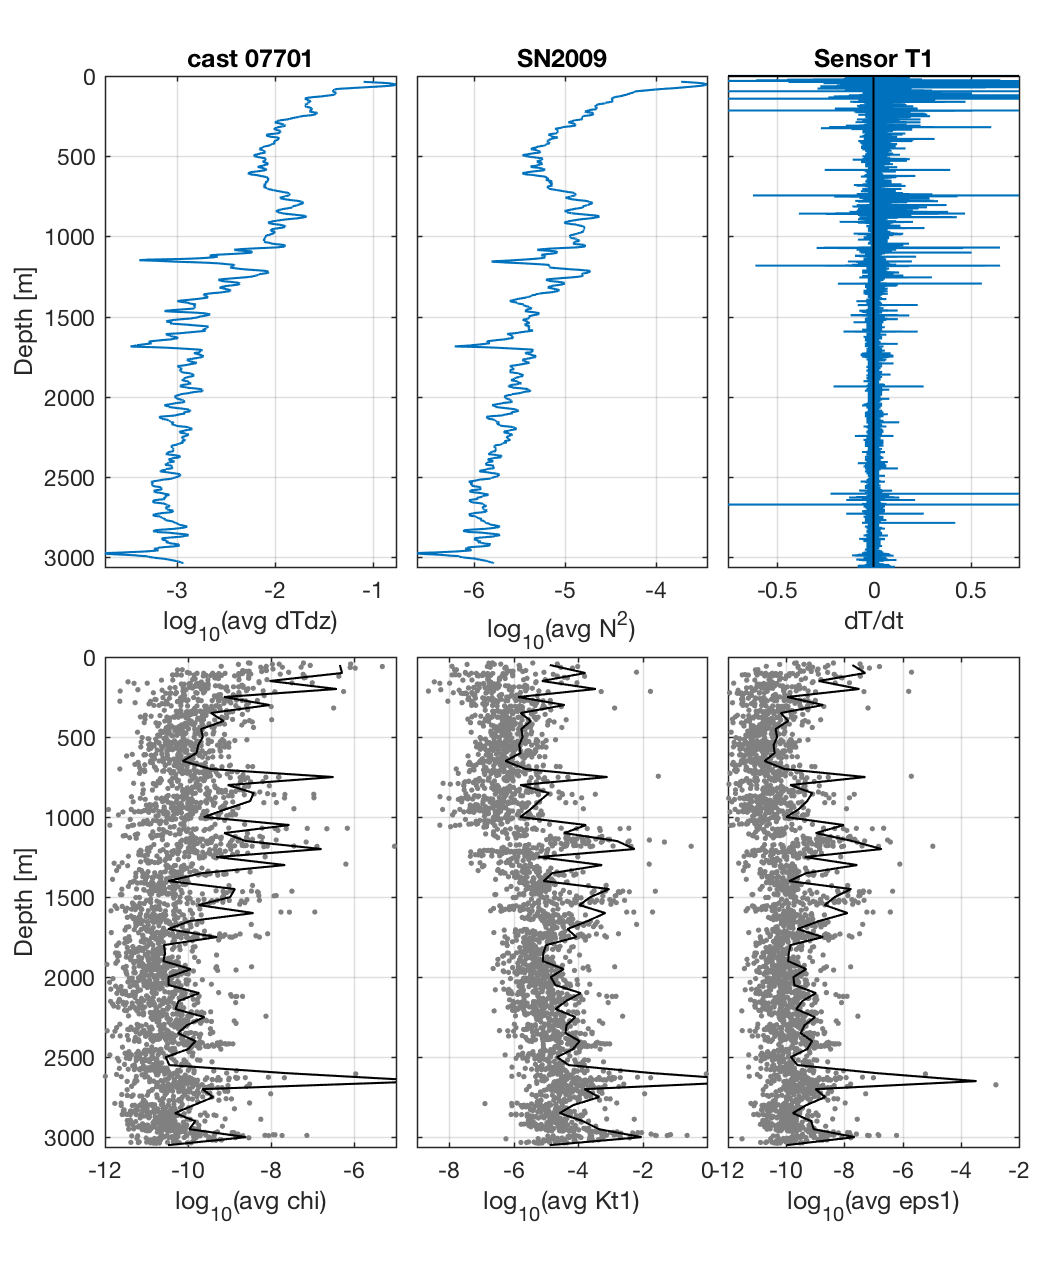 cast 07701 SN2009 Sensor T1
0
500
1000
1500
2000
2500
3000
Depth [m]
-3 -2 -1 -6 -5 -4 -0.5 0 0.5
log10(avg dTdz) log10(avg N2) dT/dt
0
500
1000
1500
2000
2500
3000
Depth [m]
-12 -10 -8 -6 -8 -6 -4 -2 0 -12 -10 -8 -6 -4 -2
log10(avg chi) log10(avg Kt1) log10(avg eps1)